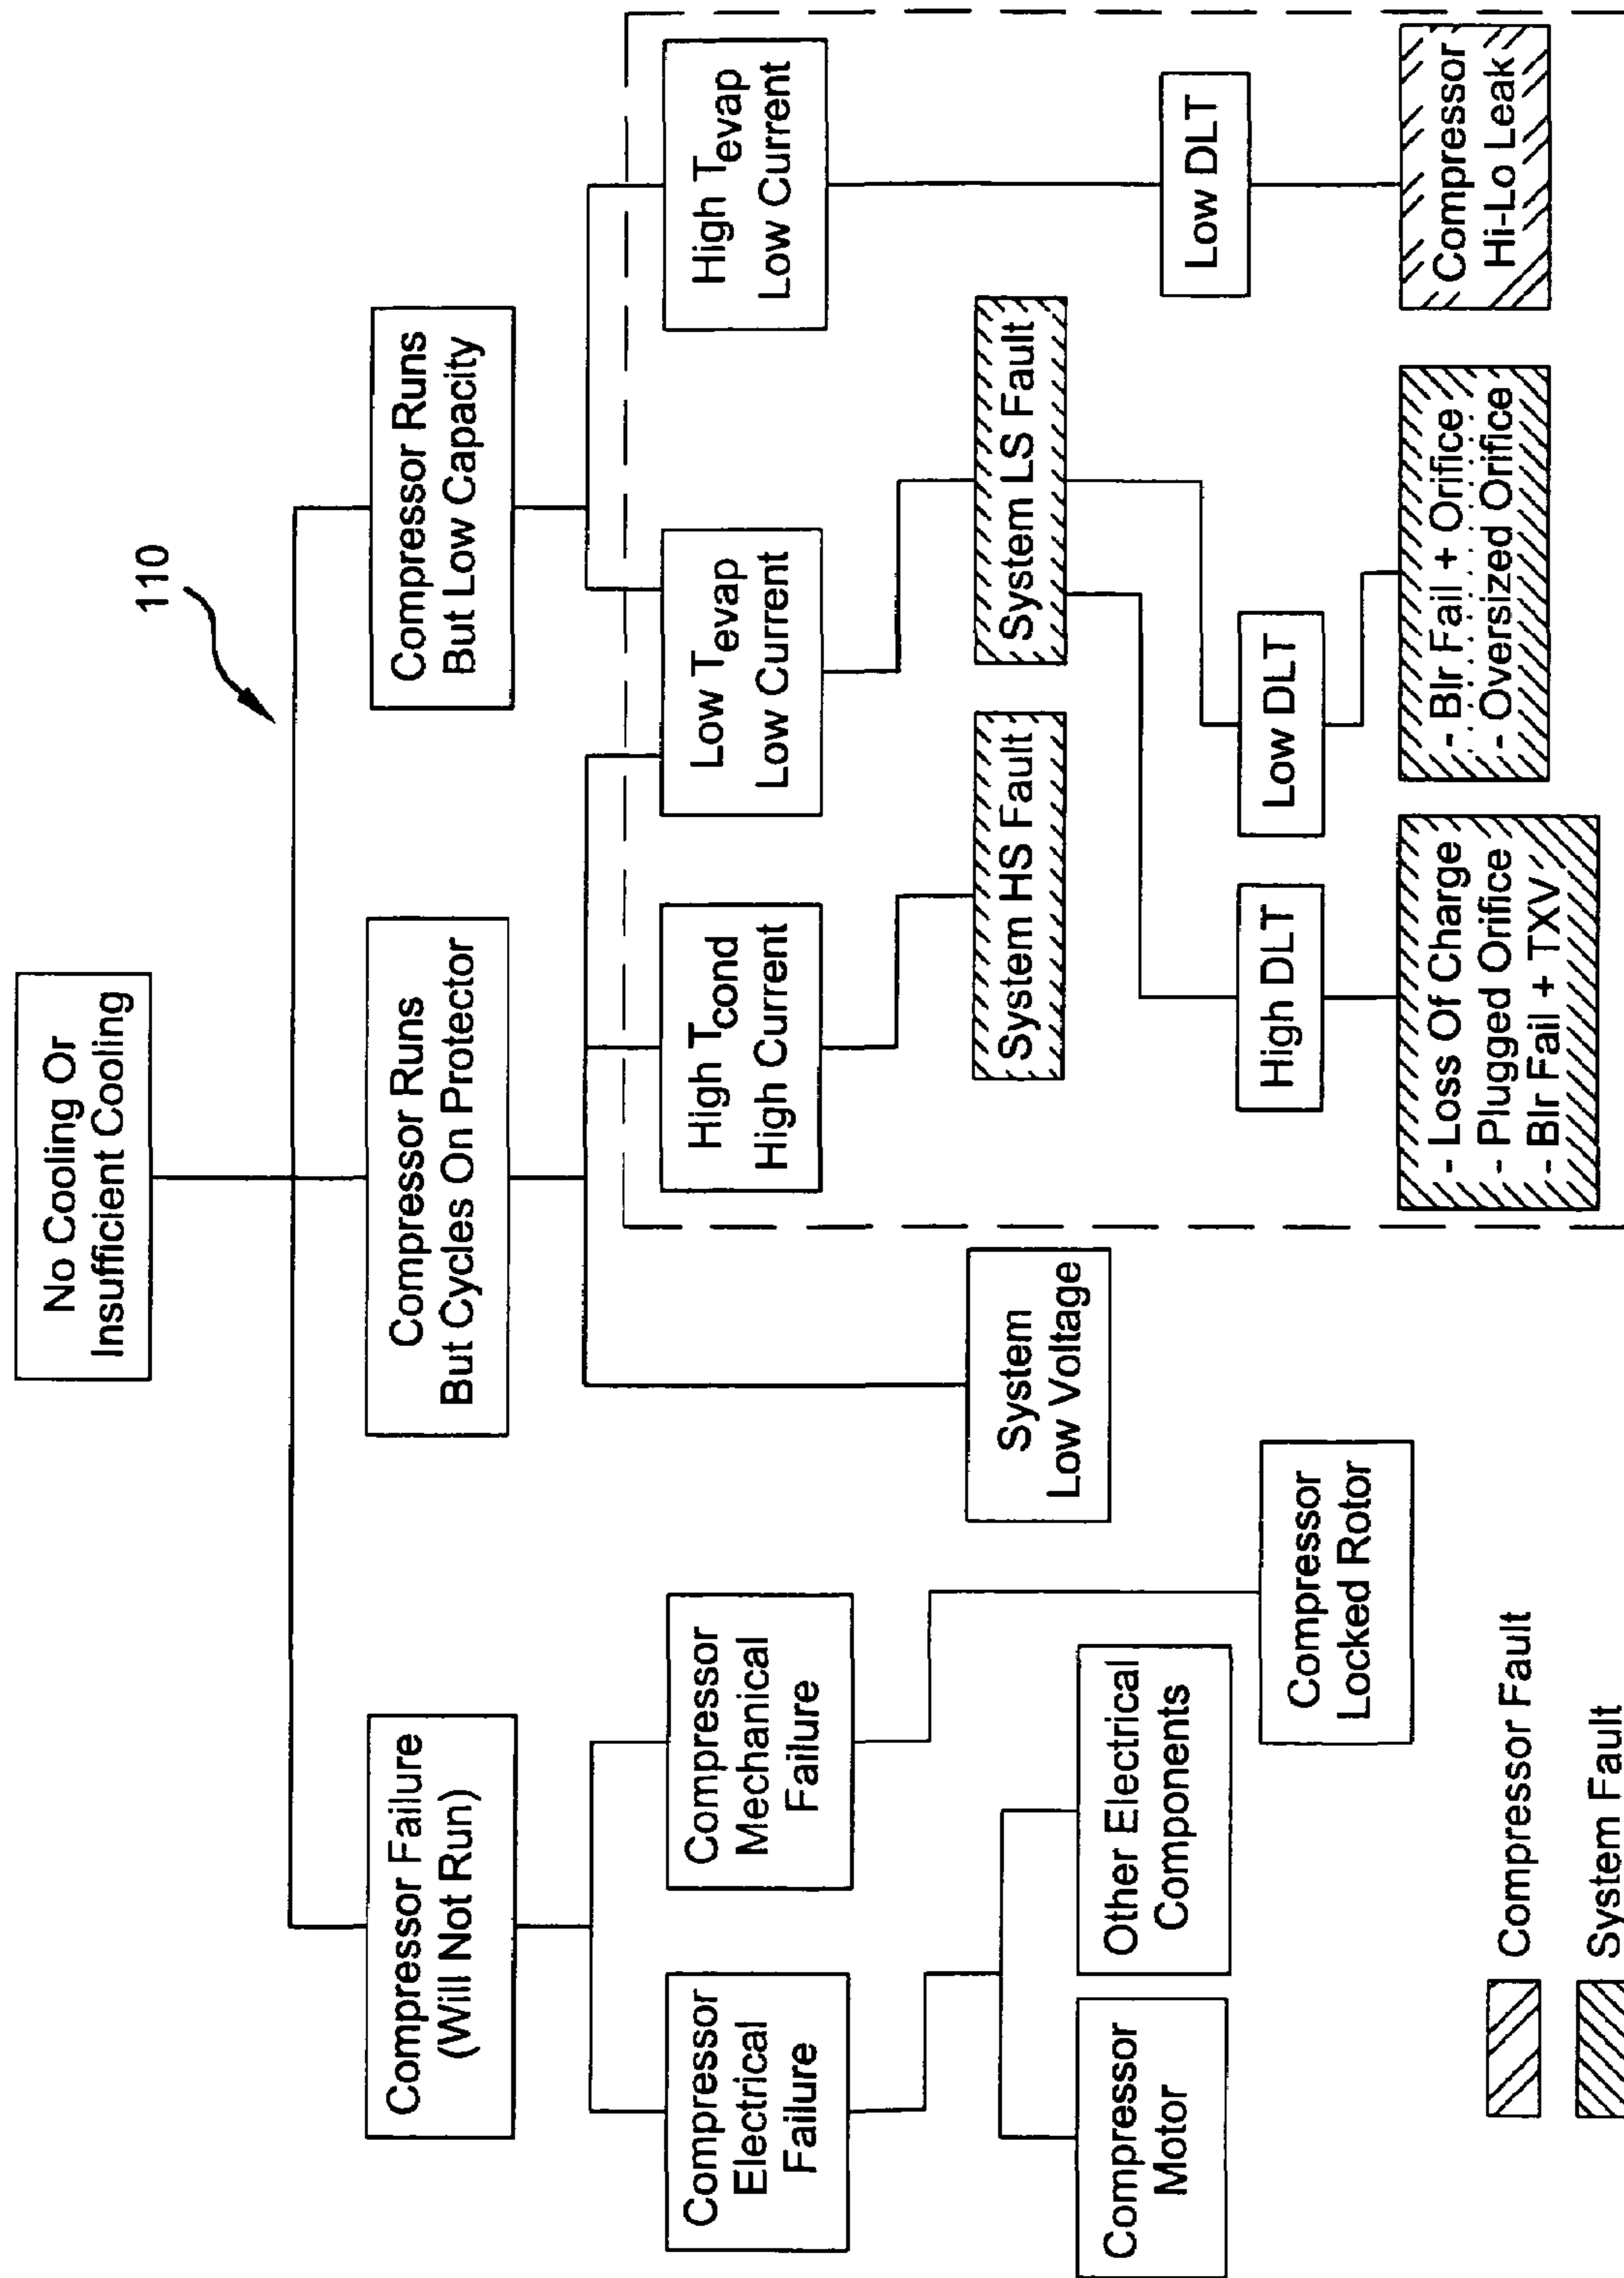 110
No Cooling Or
Insufficient Cooling
Compressor Failure
(Will Not Run)
Compressor Runs
But Cycles On Protector
Compressor Runs
But Low Capacity
Compressor
Electrical
Failure
Compressor
Mechanical
Failure
High Tcond
High Current
Low Tevap
Low Current
High Tevap
Low Current
System
Low Voltage
System HS Fault
System LS Fault
Compressor
Motor
Other Electrical
Components
Low DLT
High DLT
Low DLT
Compressor
Locked Rotor
- Loss Of Charge
- Plugged Orifice
- Blr Fail + TXV
- Blr Fail + Orifice
- Oversized Orifice
Compressor
Hi-Lo Leak
Compressor Fault
System Fault